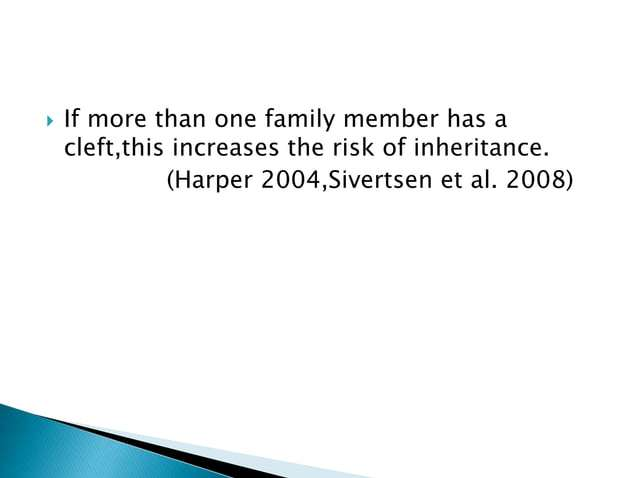 If more than one family member has a
cleft,this increases the risk of inheritance.
(Harper 2004,Sivertsen et al. 2008)